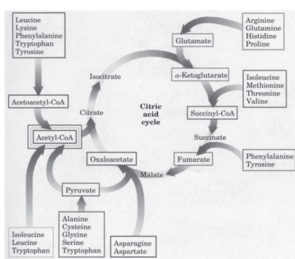 Leucine
Lysine
Phenylalanine
Tryptophan
Tyrosine
Arginine
Glutamine
Histidine
Proline
Glutamate
Isocitrate
α-Ketoglutarate
Isoleucine
Methionine
Threonine
Valine
Acetoacetyl-CoA
Citrate
Citric
acid
cycle
Succinyl-CoA
Acetyl-CoA
Succinate
Oxaloacetate
Fumarate
Phenylalanine
Tyrosine
Malate
Pyruvate
Isoleucine
Leucine
Tryptophan
Alanine
Cysteine
Glycine
Serine
Tryptophan
Asparagine
Aspartate